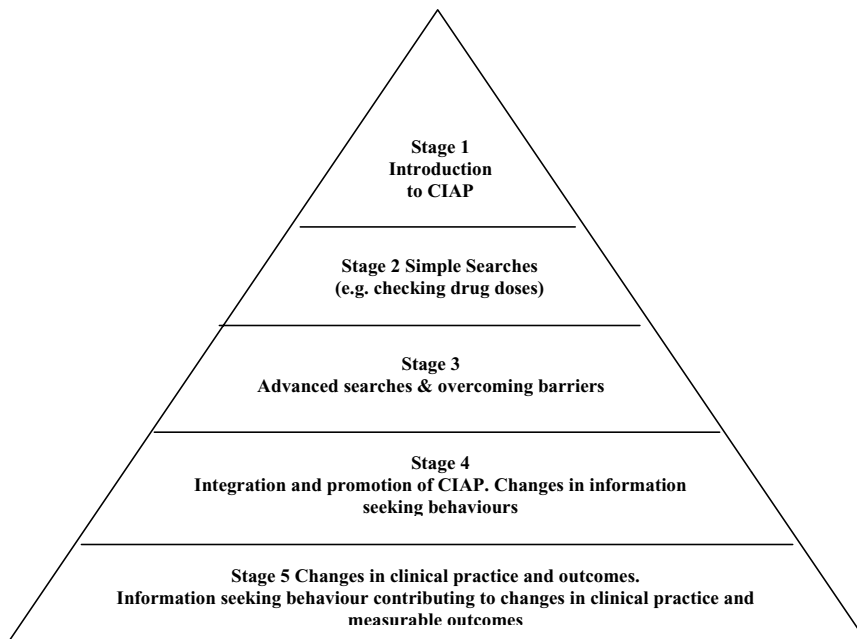 Stage 1
Introduction
to CIAP
Stage 2 Simple Searches
(e.g. checking drug doses)
Stage 3
Advanced searches & overcoming barriers
Stage 4
Integration and promotion of CIAP. Changes in information
seeking behaviours
Stage 5 Changes in clinical practice and outcomes.
Information seeking behaviour contributing to changes in clinical practice and
measurable outcomes